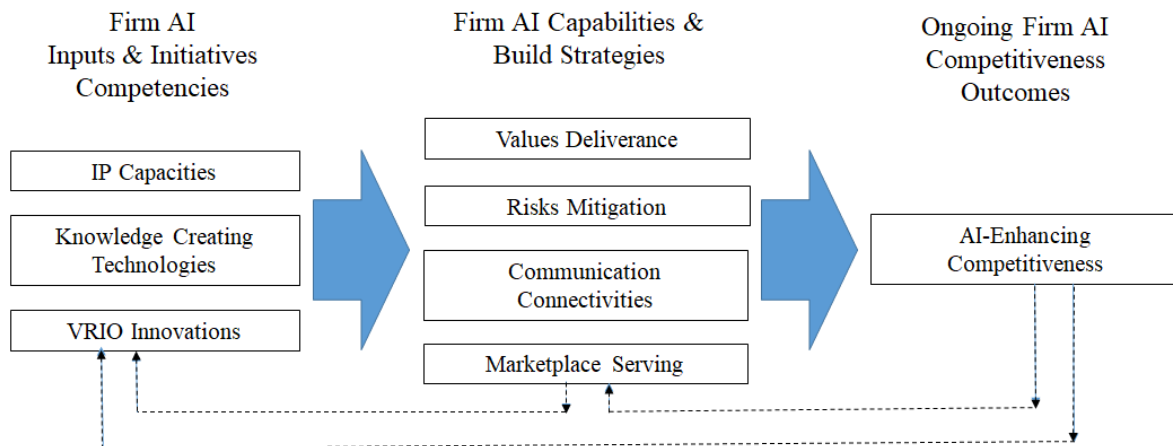 Firm AI
Inputs & Initiatives
Competencies
Firm AI Capabilities &
Build Strategies
Ongoing Firm AI
Competitiveness
Outcomes
IP Capacities
Knowledge Creating
Technologies
VRIO Innovations
Values Deliverance
Risks Mitigation
Communication
Connectivities
Marketplace Serving
AI-Enhancing
Competitiveness